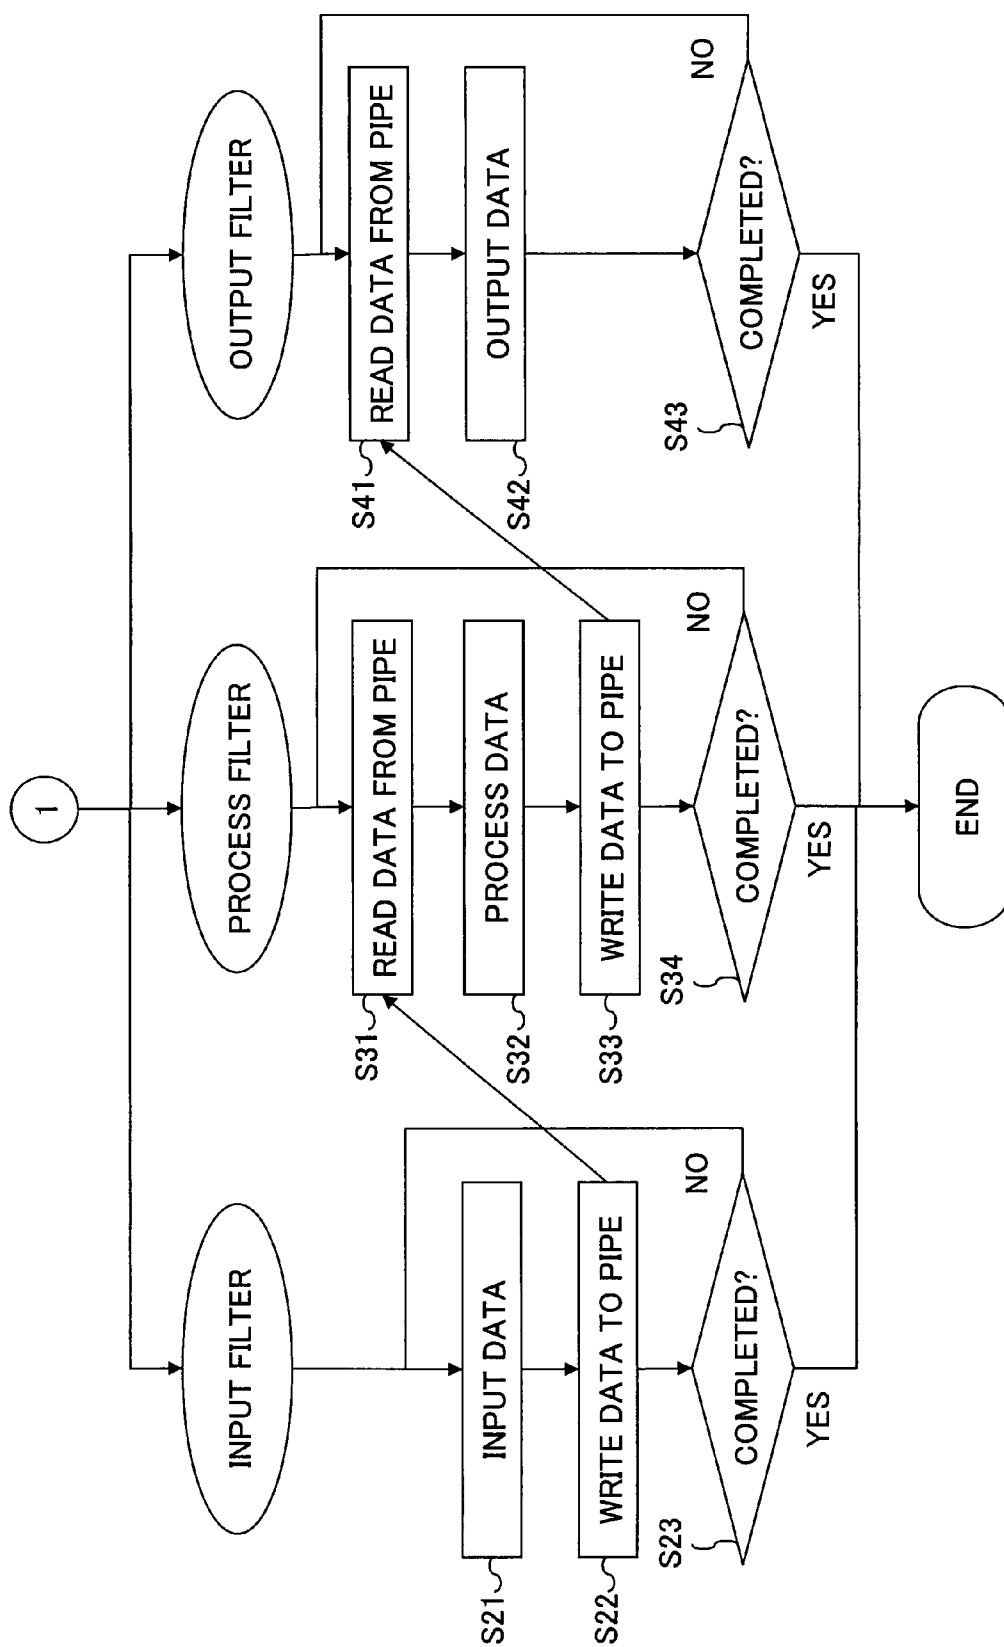 1
INPUT FILTER
S21
INPUT DATA
S22
WRITE DATA TO PIPE
S23
COMPLETED?
NO
YES
PROCESS FILTER
S31
READ DATA FROM PIPE
S32
PROCESS DATA
S33
WRITE DATA TO PIPE
S34
COMPLETED?
NO
YES
OUTPUT FILTER
S41
READ DATA FROM PIPE
S42
OUTPUT DATA
S43
COMPLETED?
NO
YES
END